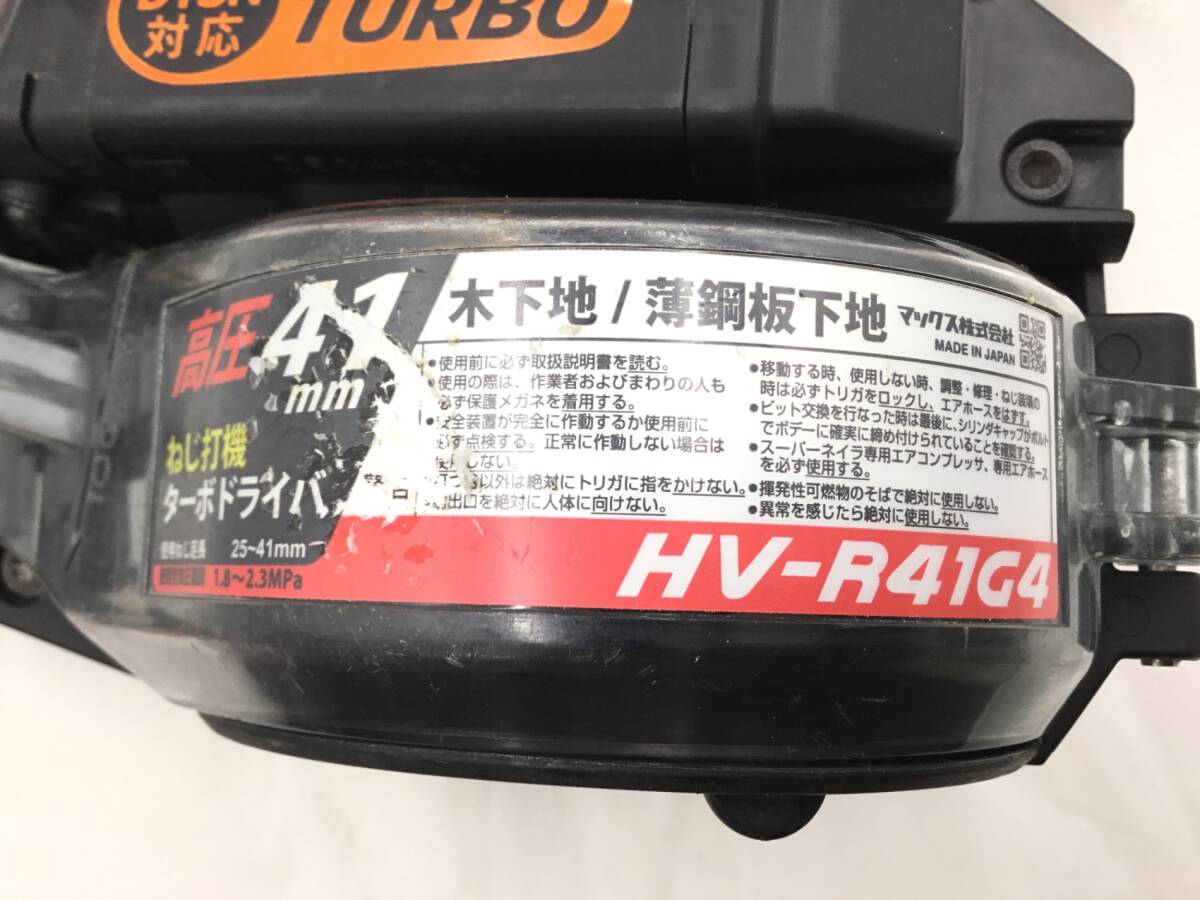 対応 TURBO
高圧 41
mm
ねじ打機
ターボドライバ
使用ねじ足長 25~41mm
1.8~2.3MPa
木下地/薄鋼板下地
マックス株式会社
MADE IN JAPAN
・使用前に必ず取扱説明書を読む。
使用の際は、作業者およびまわりの人も
必ず保護メガネを着用する。
安全装置が完全に作動するか使用前に
必ず点検する。正常に作動しない場合は
使用しない。
以外は絶対にトリガに指をかけない。
出口を絶対に人体に向けない。
・移動する時、使用しない時、調整・修理・ねじ装填の
時は必ずトリガをロックし、エアホースをはずす。
・ビット交換を行なった時は最後に、シリンダキャップがボルト
でボデーに確実に締め付けられていることを確認する。
・スーパーネイラ専用エアコンプレッサ、専用エアホース
を必ず使用する。
・揮発性可燃物のそばで絶対に使用しない。
・異常を感じたら絶対に使用しない。
HV-R41G4